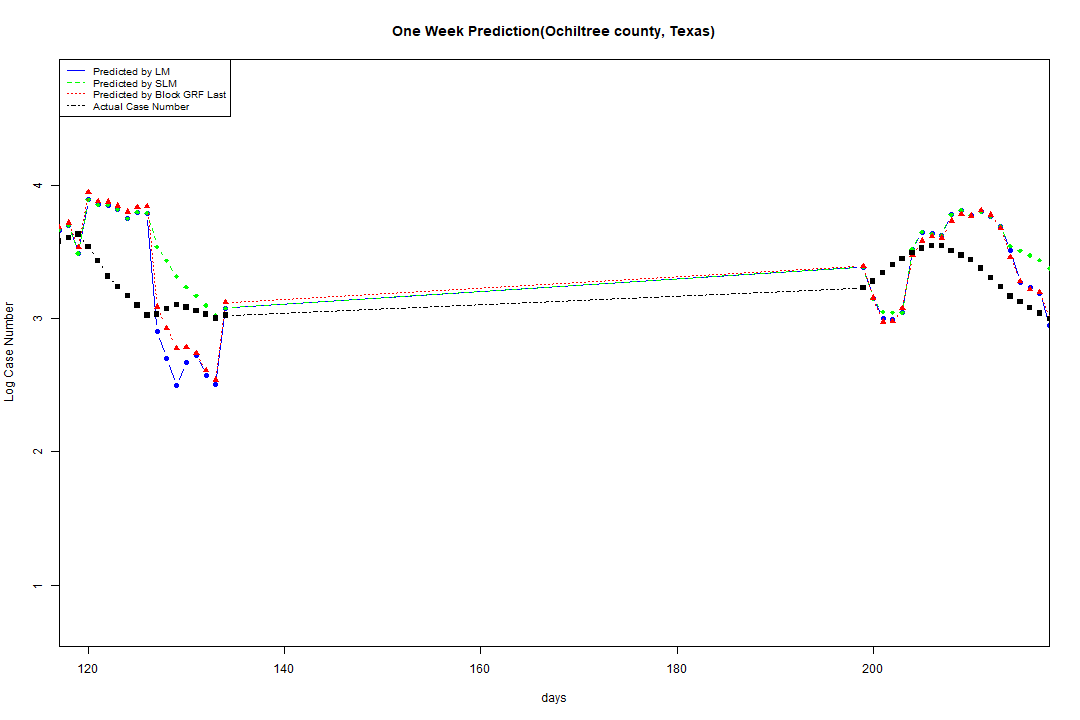 One Week Prediction(Ochiltree county, Texas)
Predicted by LM
Predicted by SLM
Predicted by Block GRF Last
Actual Case Number
4
3
2
1
Log Case Number
120 140 160 180 200
days